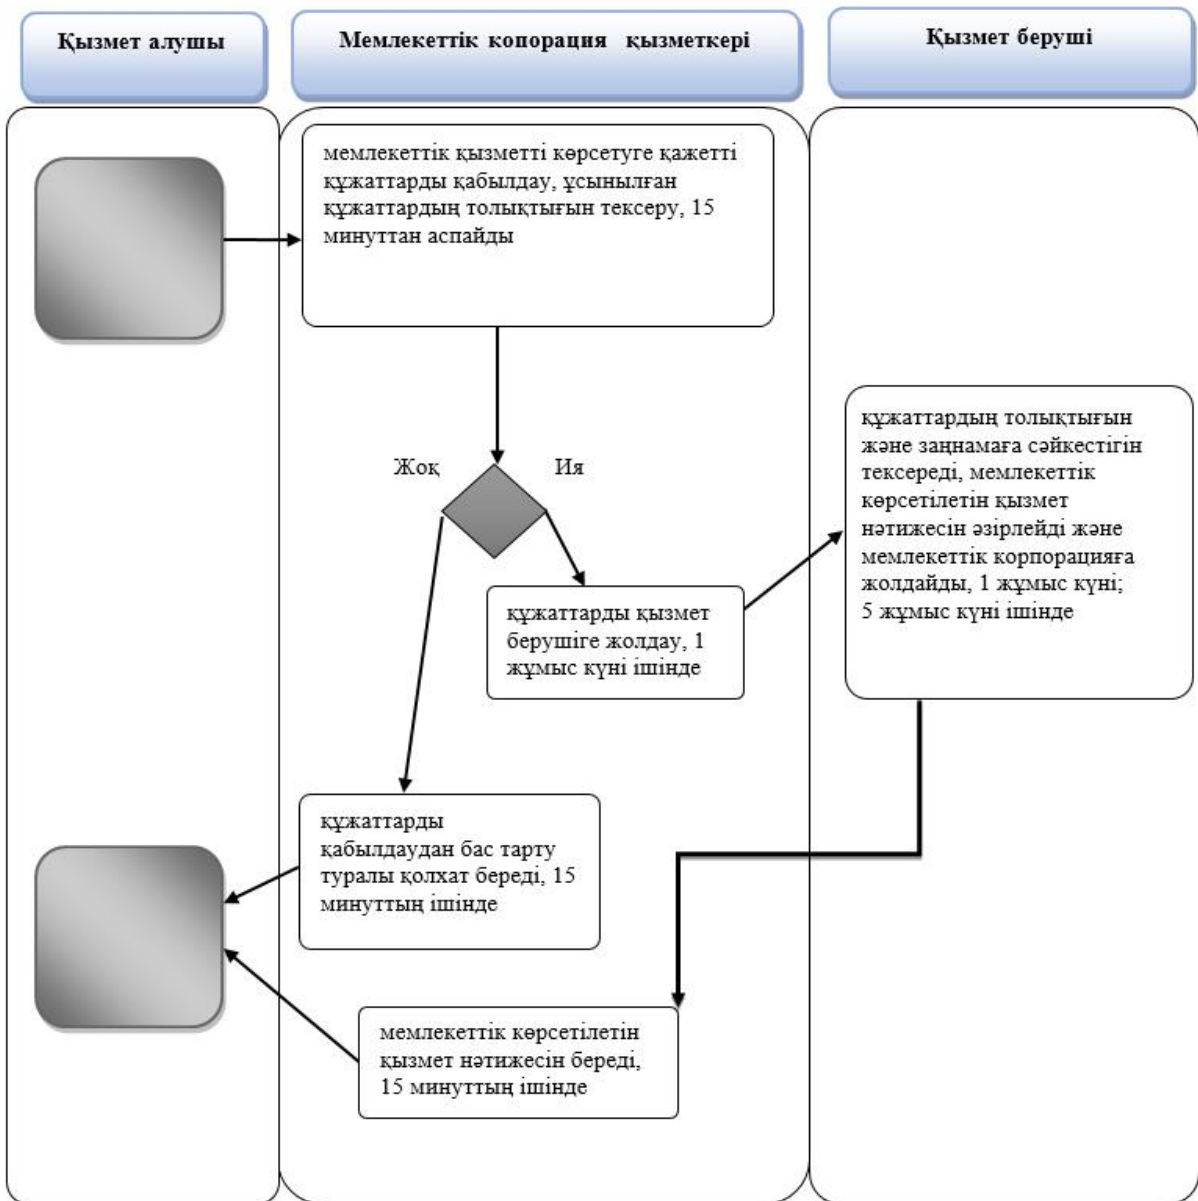 Қызмет алушы
Мемлекеттік копорация қызметкері
Қызмет беруші
мемлекеттік қызметті көрсетуге қажетті
құжаттарды қабылдау, ұсынылған
құжаттардың толықтығын тексеру, 15
минуттан аспайды
Жоқ
Ия
құжаттардың толықтығын
және заңнамаға сәйкестігін
тексереді, мемлекеттік
көрсетілетін қызмет
нәтижесін әзірлейді және
мемлекеттік корпорацияға
жолдайды, 1 жұмыс күні;
5 жұмыс күні ішінде
құжаттарды қызмет
берушіге жолдау, 1
жұмыс күні ішінде
құжаттарды
қабылдаудан бас тарту
туралы қолхат береді, 15
минуттың ішінде
мемлекеттік көрсетілетін
қызмет нәтижесін береді,
15 минуттың ішінде